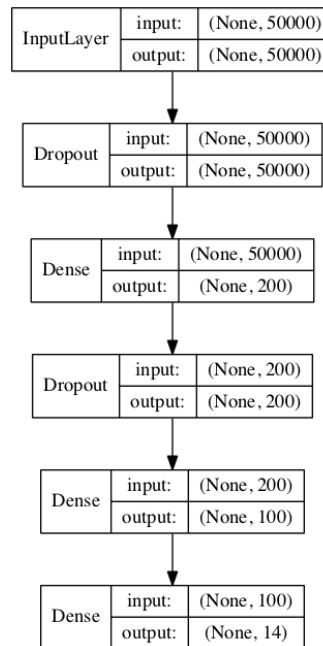 InputLayer
input: (None, 50000)
output: (None, 50000)
Dropout
input: (None, 50000)
output: (None, 50000)
Dense
input: (None, 50000)
output: (None, 200)
Dropout
input: (None, 200)
output: (None, 200)
Dense
input: (None, 200)
output: (None, 100)
Dense
input: (None, 100)
output: (None, 14)